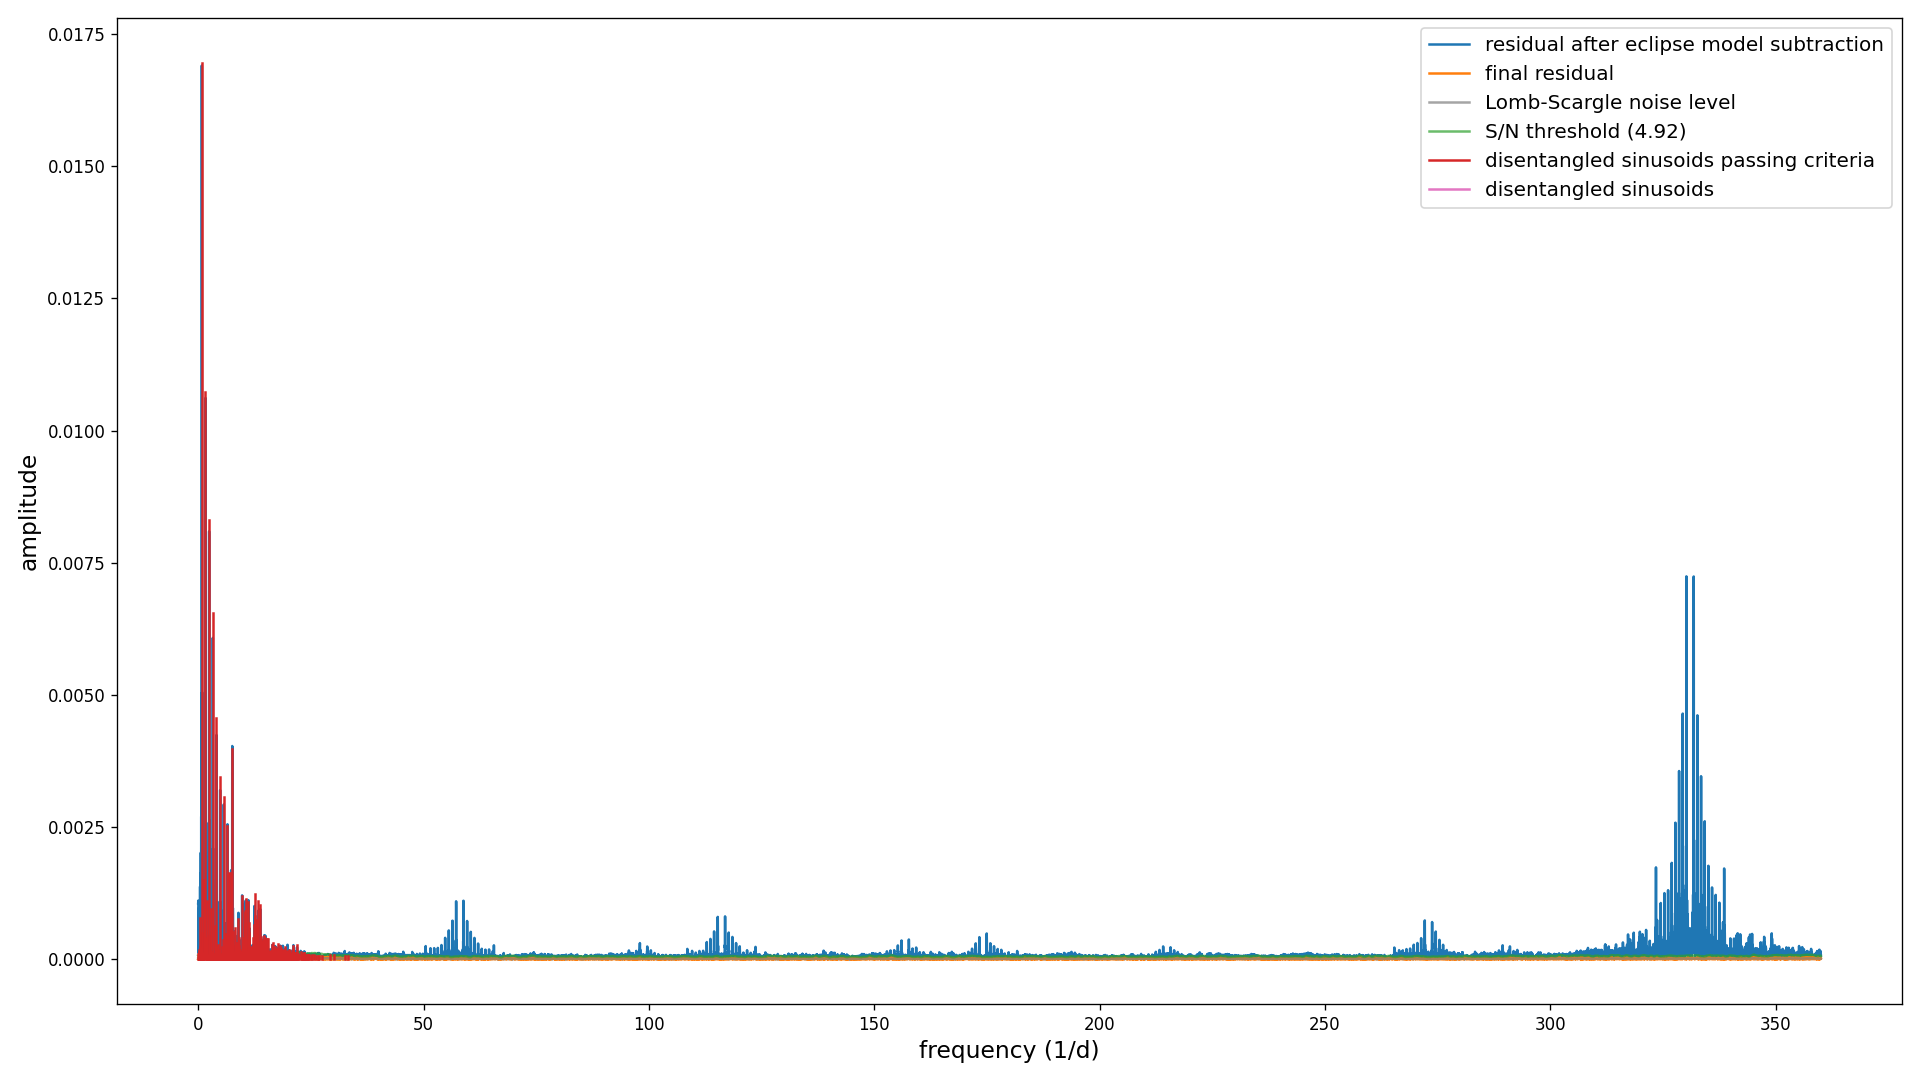 0.0175
0.0150
0.0125
0.0100
0.0075
0.0050
0.0025
0.0000
amplitude
residual after eclipse model subtraction
final residual
Lomb-Scargle noise level
S/N threshold (4.92)
disentangled sinusoids passing criteria
disentangled sinusoids
0 50 100 150 200 250 300 350
frequency (1/d)